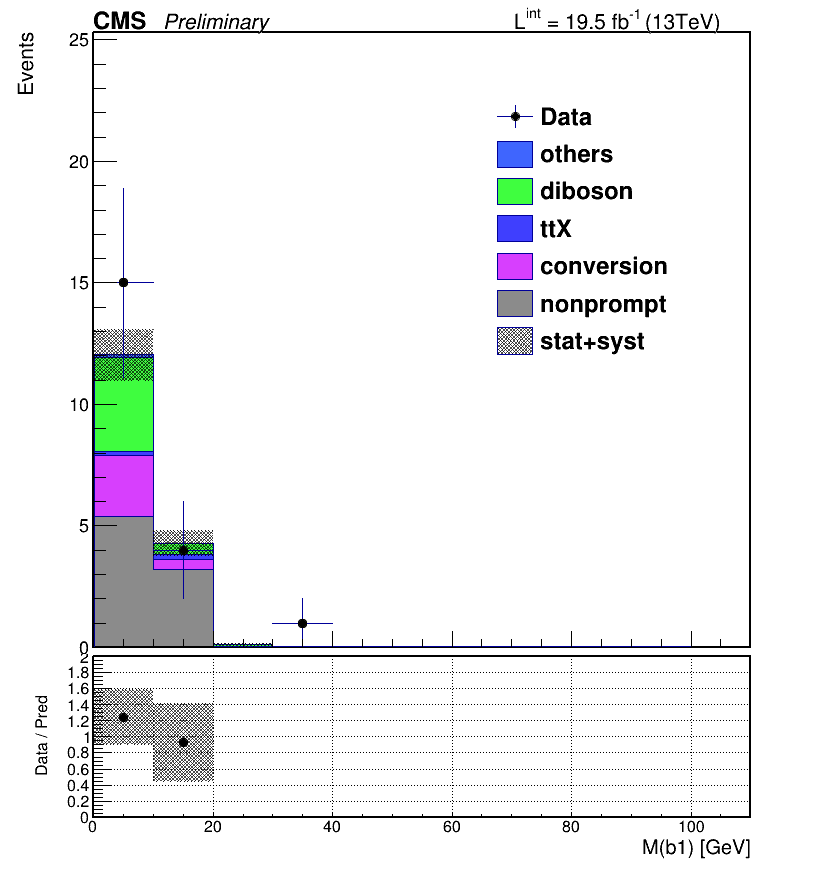 CMS Preliminary L^int = 19.5 fb^-1 (13TeV)
Events
25
20
15
10
5
0
Data
others
diboson
ttX
conversion
nonprompt
stat+syst
Data / Pred
2
1.8
1.6
1.4
1.2
1
0.8
0.6
0.4
0.2
0
0 20 40 60 80 100
M(b1) [GeV]